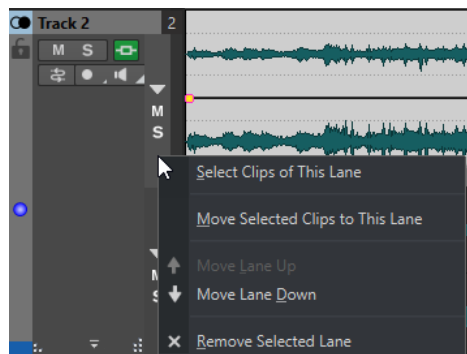 Track 2
2
M S
M
S
Select Clips of This Lane
Move Selected Clips to This Lane
Move Lane Up
Move Lane Down
Remove Selected Lane